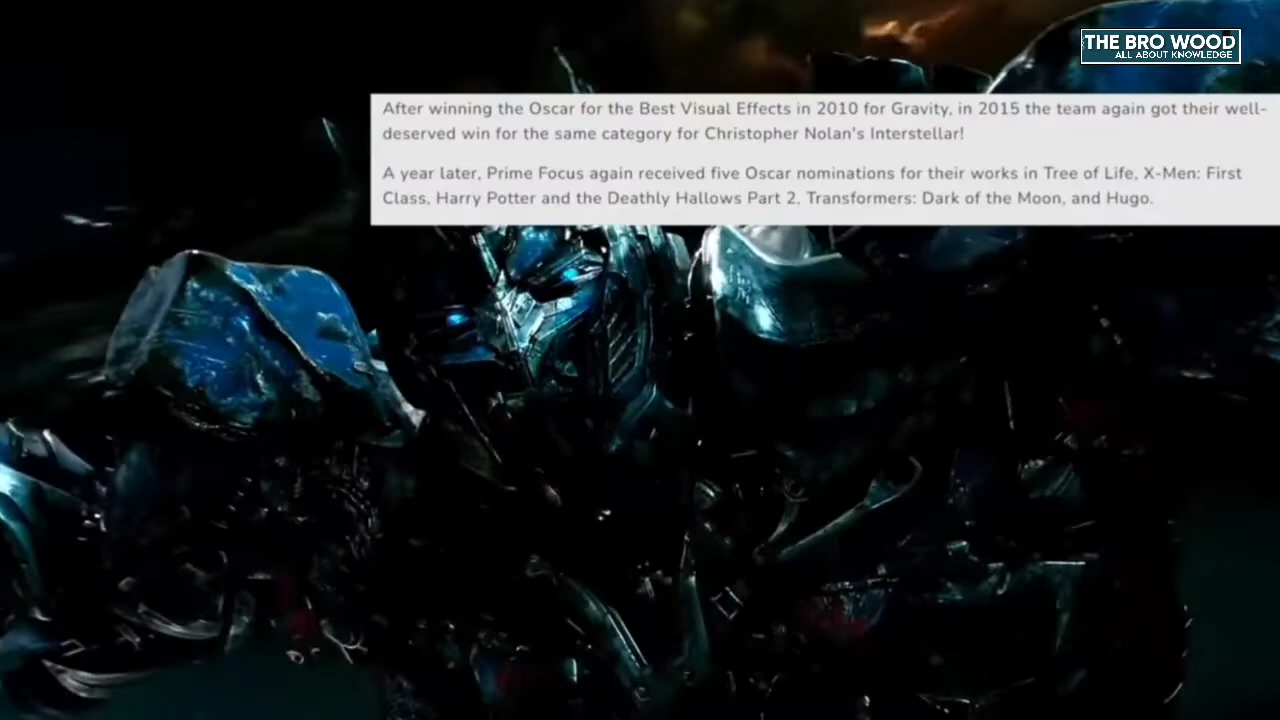 THE BRO WOOD
ALL ABOUT KNOWLEDGE
After winning the Oscar for the Best Visual Effects in 2010 for Gravity, in 2015 the team again got their well-
deserved win for the same category for Christopher Nolan's Interstellar!
A year later, Prime Focus again received five Oscar nominations for their works in Tree of Life, X-Men: First
Class, Harry Potter and the Deathly Hallows Part 2, Transformers: Dark of the Moon, and Hugo.